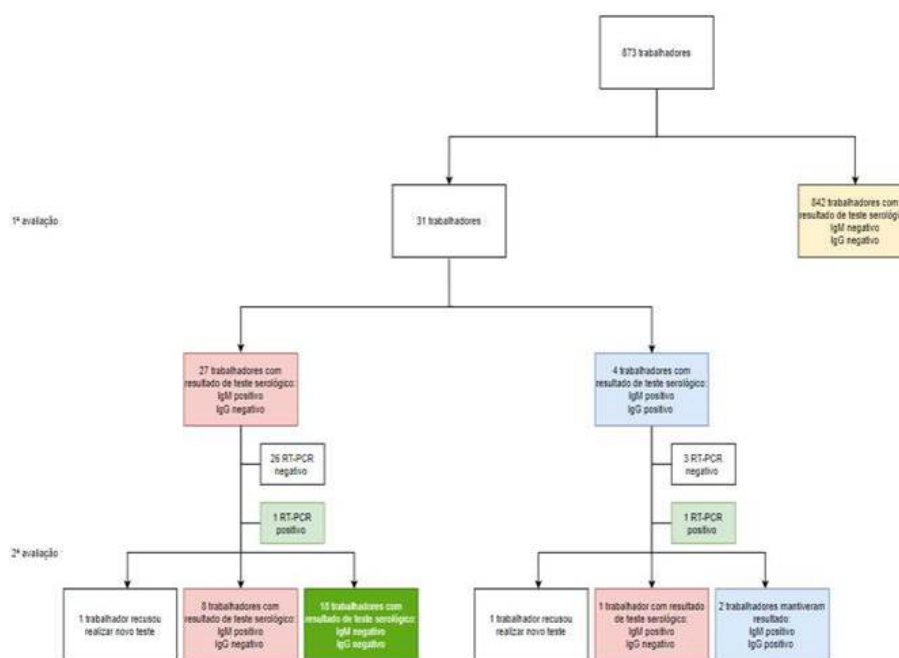 873 trabalhadores
1ª avaliação
31 trabalhadores
842 trabalhadores com
resultado de teste serológic
IgM negativo
IgG negativo
27 trabalhadores com
resultado de teste serológico:
IgM positivo
IgG negativo
4 trabalhadores com
resultado de teste serológico:
IgM positivo
IgG positivo
26 RT-PCR
negativo
3 RT-PCR
negativo
1 RT-PCR
positivo
1 RT-PCR
positivo
2ª avaliação
1 trabalhador recusou
realizar novo teste
8 trabalhadores com
resultado de teste serológico:
IgM positivo
IgG negativo
18 trabalhadores com
resultado de teste serológico:
IgM negativo
IgG negativo
1 trabalhador recusou
realizar novo teste
1 trabalhador com resultado
de teste serológico:
IgM positivo
IgG negativo
2 trabalhadores mantiveram
resultado:
IgM positivo
IgG positivo